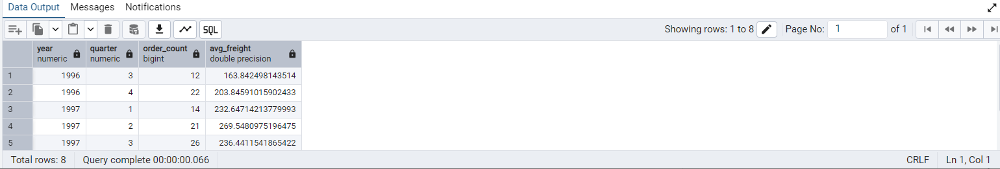 Data Output Messages Notifications
SQL Showing rows: 1 to 8 Page No: 1 of 1
year quarter order_count avg_freight
numeric numeric bigint double precision
1 1996 3 12 163.842498143514
2 1996 4 22 203.84591015902433
3 1997 1 14 232.64714213779993
4 1997 2 21 269.5480975196475
5 1997 3 26 236.4411541865422
Total rows: 8 Query complete 00:00:00.066 CRLF Ln 1, Col 1